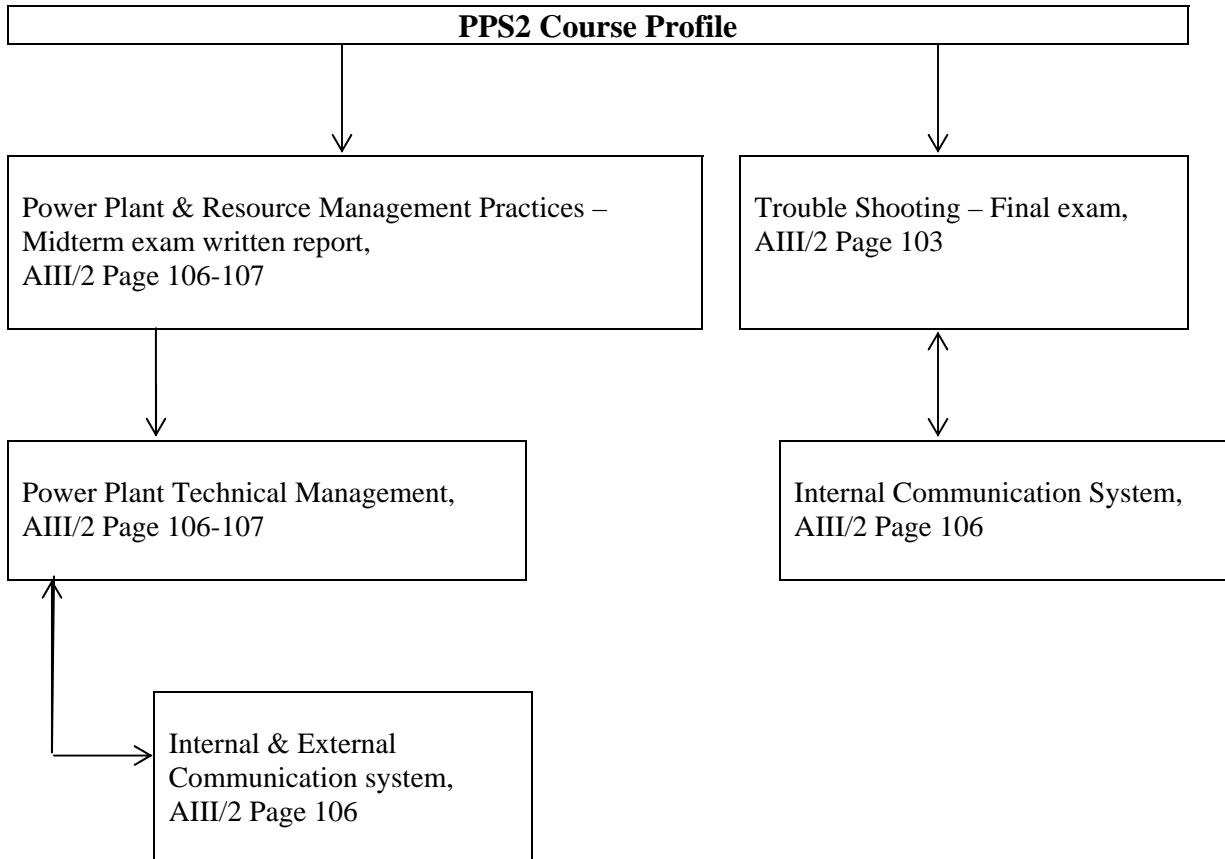 PPS2 Course Profile
Power Plant & Resource Management Practices –
Midterm exam written report,
AIII/2 Page 106-107
Trouble Shooting – Final exam,
AIII/2 Page 103
Power Plant Technical Management,
AIII/2 Page 106-107
Internal Communication System,
AIII/2 Page 106
Internal & External
Communication system,
AIII/2 Page 106